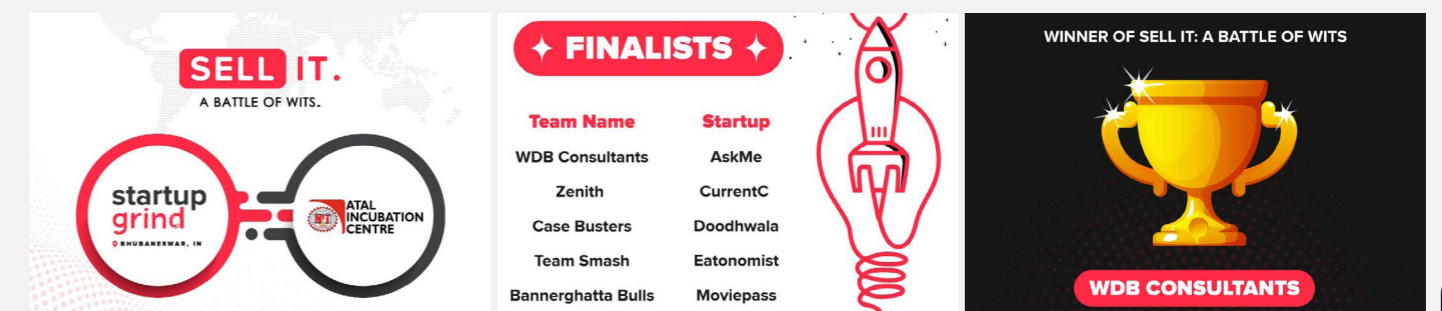 SELL IT.
A BATTLE OF WITS.
startup
grind
BHUBANESWAR, IN
ATAL
INCUBATION
CENTRE
FINALISTS
Team Name Startup
WDB Consultants AskMe
Zenith CurrentC
Case Busters Doodhwala
Team Smash Eatonomist
Bannerghatta Bulls Moviepass
WINNER OF SELL IT: A BATTLE OF WITS
WDB CONSULTANTS